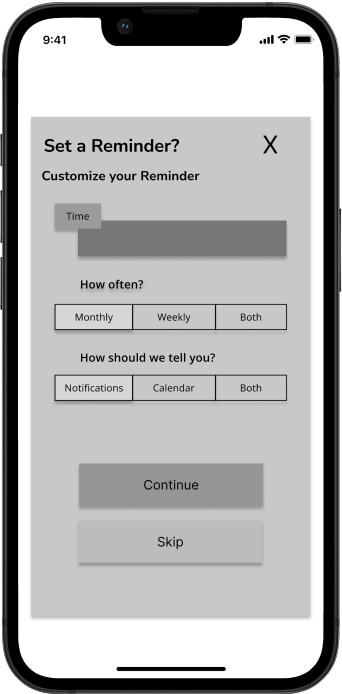 9:41
Set a Reminder? X
Customize your Reminder
Time
How often?
Monthly Weekly Both
How should we tell you?
Notifications Calendar Both
Continue
Skip